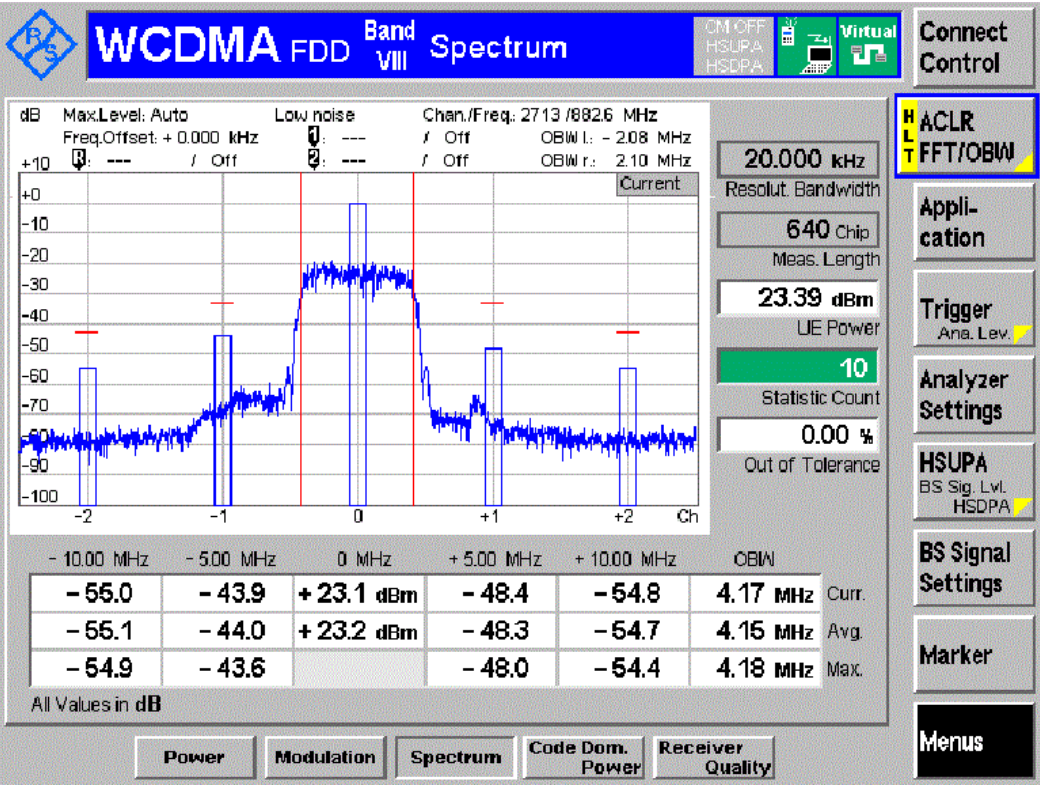 R&S
WCDMA FDD Band VIII Spectrum
CM OFF
HSUPA
HSDPA
Virtual
Connect Control
dB Max.Level: Auto Low noise Chan./Freq.: 2713 /882.6 MHz
Freq.Offset: + 0.000 kHz 1: --- / Off OBW l.: - 2.08 MHz
R: --- / Off 2: --- / Off OBW r.: 2.10 MHz
Current
+10
+0
-10
-20
-30
-40
-50
-60
-70
-80
-90
-100
-2 -1 0 +1 +2 Ch
20.000 kHz
Resolut. Bandwidth
640 Chip
Meas. Length
23.39 dBm
UE Power
10
Statistic Count
0.00 %
Out of Tolerance
- 10.00 MHz - 5.00 MHz 0 MHz + 5.00 MHz + 10.00 MHz OBW
- 55.0 - 43.9 + 23.1 dBm - 48.4 - 54.8 4.17 MHz Curr.
- 55.1 - 44.0 + 23.2 dBm - 48.3 - 54.7 4.15 MHz Avg.
- 54.9 - 43.6 - 48.0 - 54.4 4.18 MHz Max.
All Values in dB
HLT ACLR FFT/OBW
Appli-
cation
Trigger
Ana. Lev.
Analyzer
Settings
HSUPA
BS Sig. Lvl.
HSDPA
BS Signal
Settings
Marker
Menus
Power Modulation Spectrum Code Dom. Power Receiver Quality